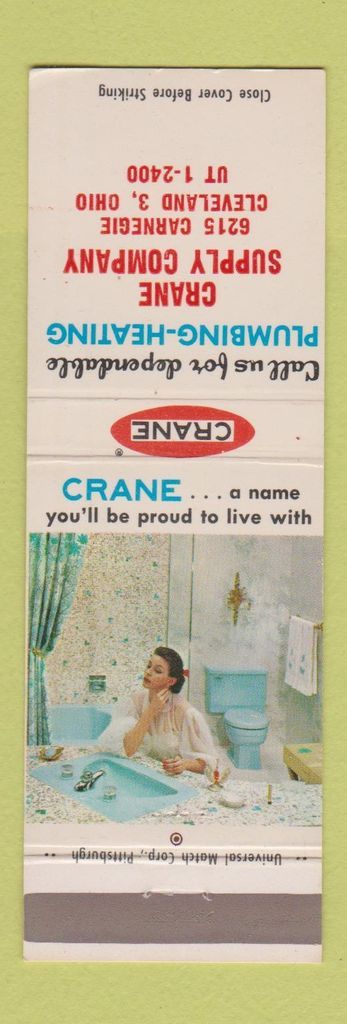 Close Cover Before Striking
Call us for dependable
PLUMBING-HEATING
CRANE
SUPPLY COMPANY
6215 CARNEGIE
CLEVELAND 3, OHIO
UT 1-2400
CRANE
®
CRANE ... a name
you'll be proud to live with
Universal Match Corp., Pittsburgh